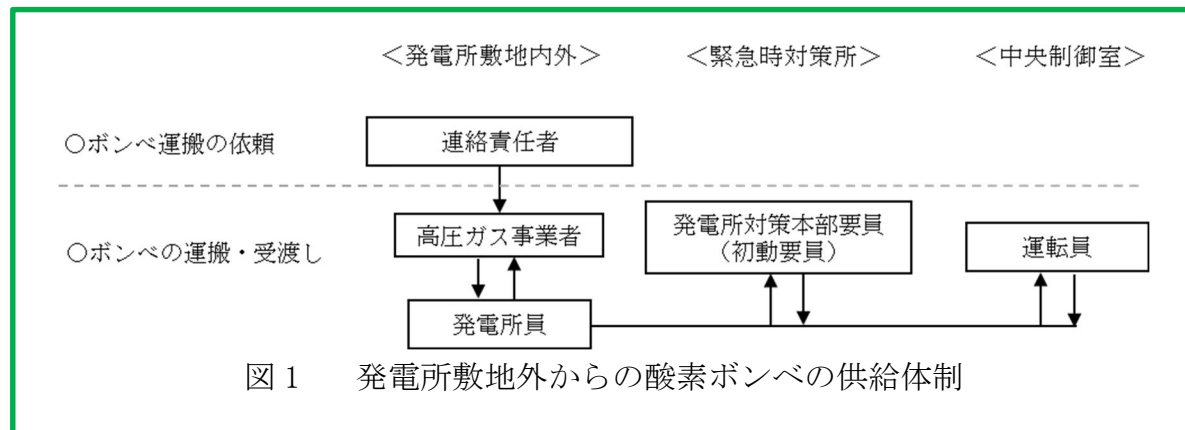 ＜発電所敷地内外＞　＜緊急時対策所＞　＜中央制御室＞
○ボンベ運搬の依頼　連絡責任者
○ボンベの運搬・受渡し　高圧ガス事業者　発電所対策本部要員
（初動要員）　運転員
発電所員
図1　発電所敷地外からの酸素ボンベの供給体制